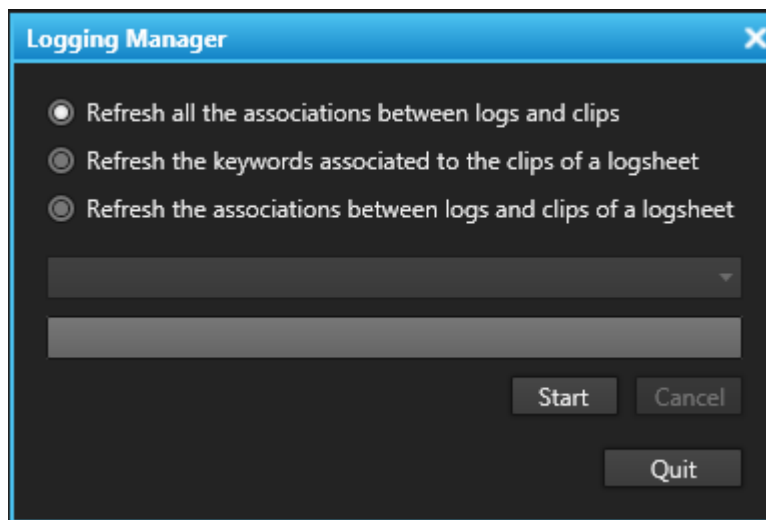 Logging Manager
Refresh all the associations between logs and clips
Refresh the keywords associated to the clips of a logsheet
Refresh the associations between logs and clips of a logsheet
Start Cancel
Quit